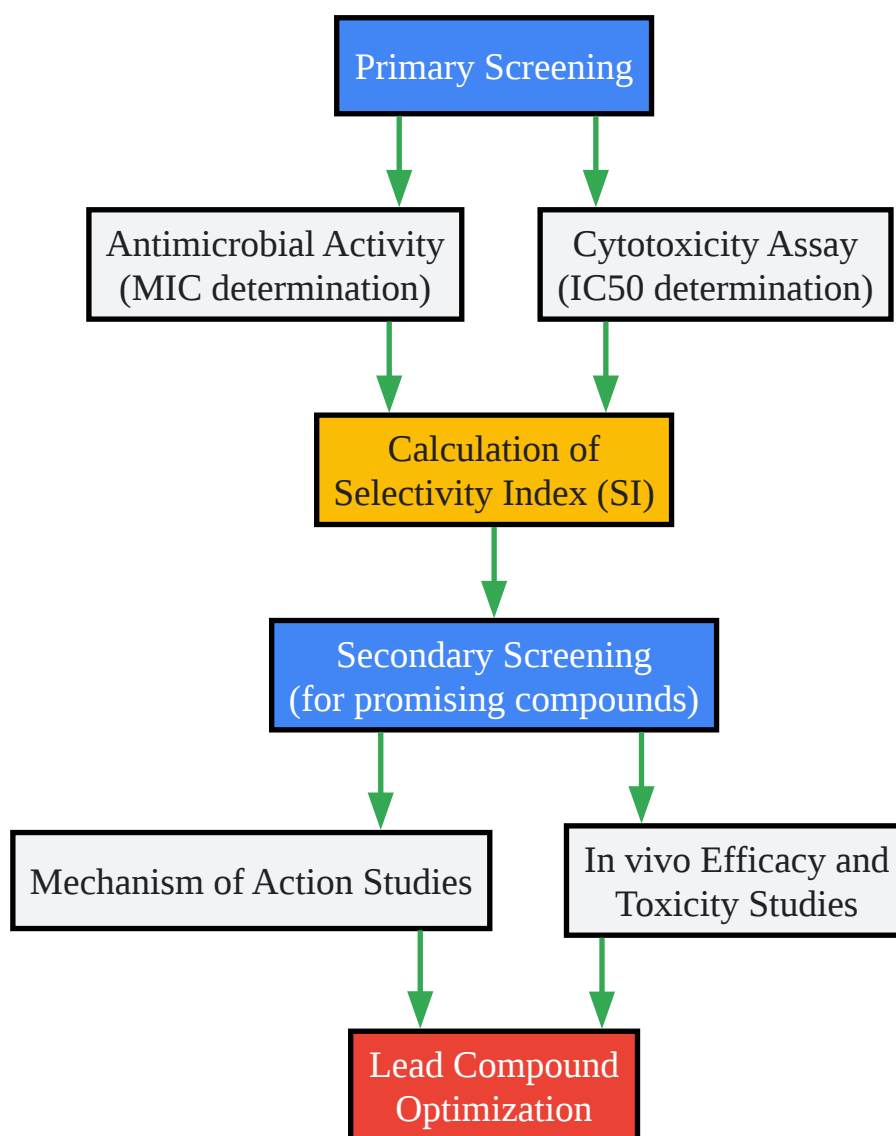 Primary Screening
Antimicrobial Activity
(MIC determination)
Cytotoxicity Assay
(IC50 determination)
Calculation of
Selectivity Index (SI)
Secondary Screening
(for promising compounds)
Mechanism of Action Studies
In vivo Efficacy and
Toxicity Studies
Lead Compound
Optimization